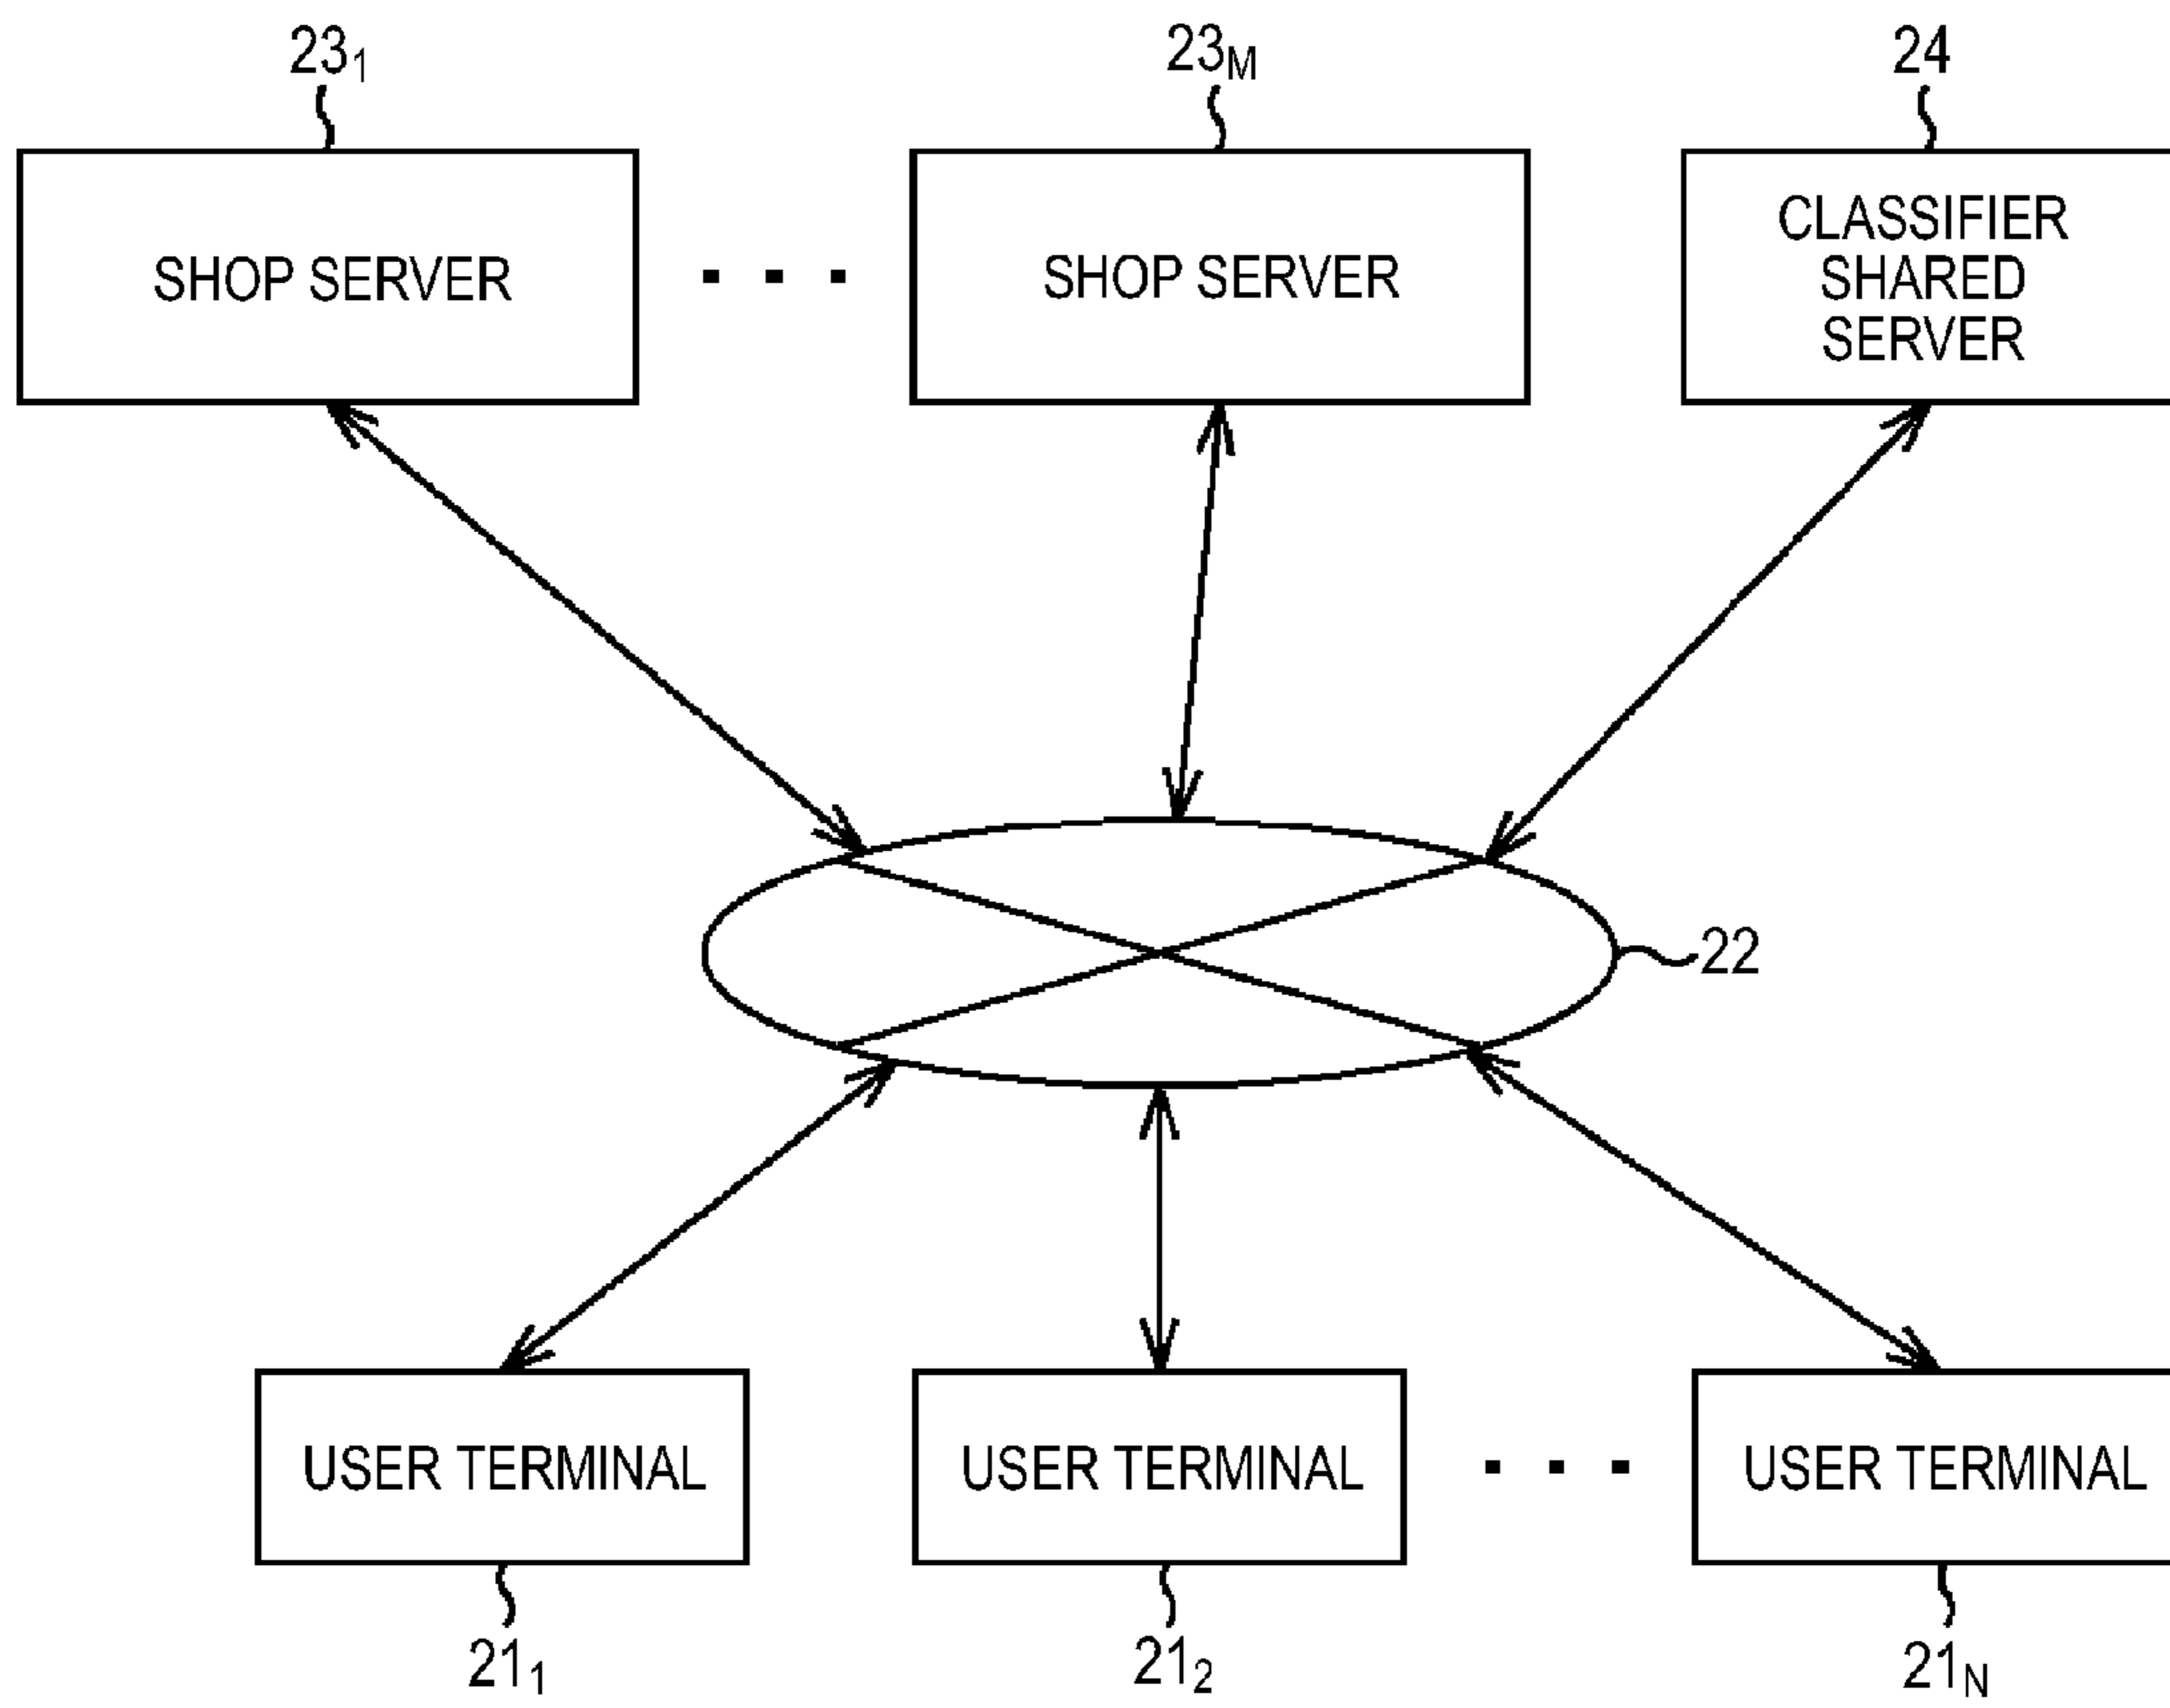 23₁
23M
24
SHOP SERVER
SHOP SERVER
CLASSIFIER
SHARED
SERVER
22
USER TERMINAL
USER TERMINAL
USER TERMINAL
21₁
21₂
21N